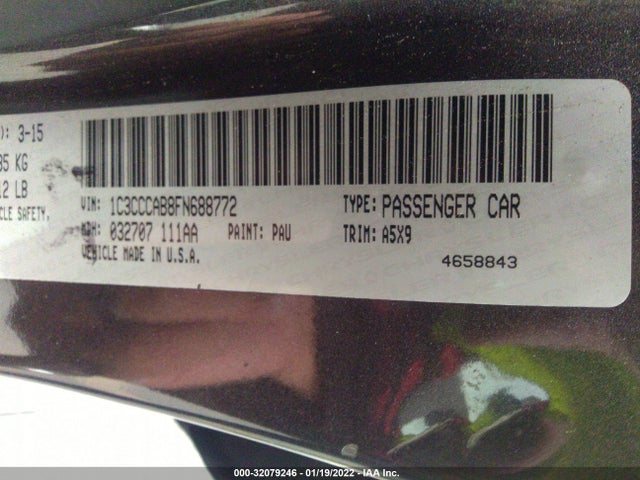 ): 3-15
35 KG
12 LB
CLE SAFETY,
VIN: 1C3CCCAB8FN688772
TYPE: PASSENGER CAR
MDH: 032707 111AA
PAINT: PAU
TRIM: A5X9
VEHICLE MADE IN U.S.A.
4658843
000-32079246 - 01/19/2022 - IAA Inc.